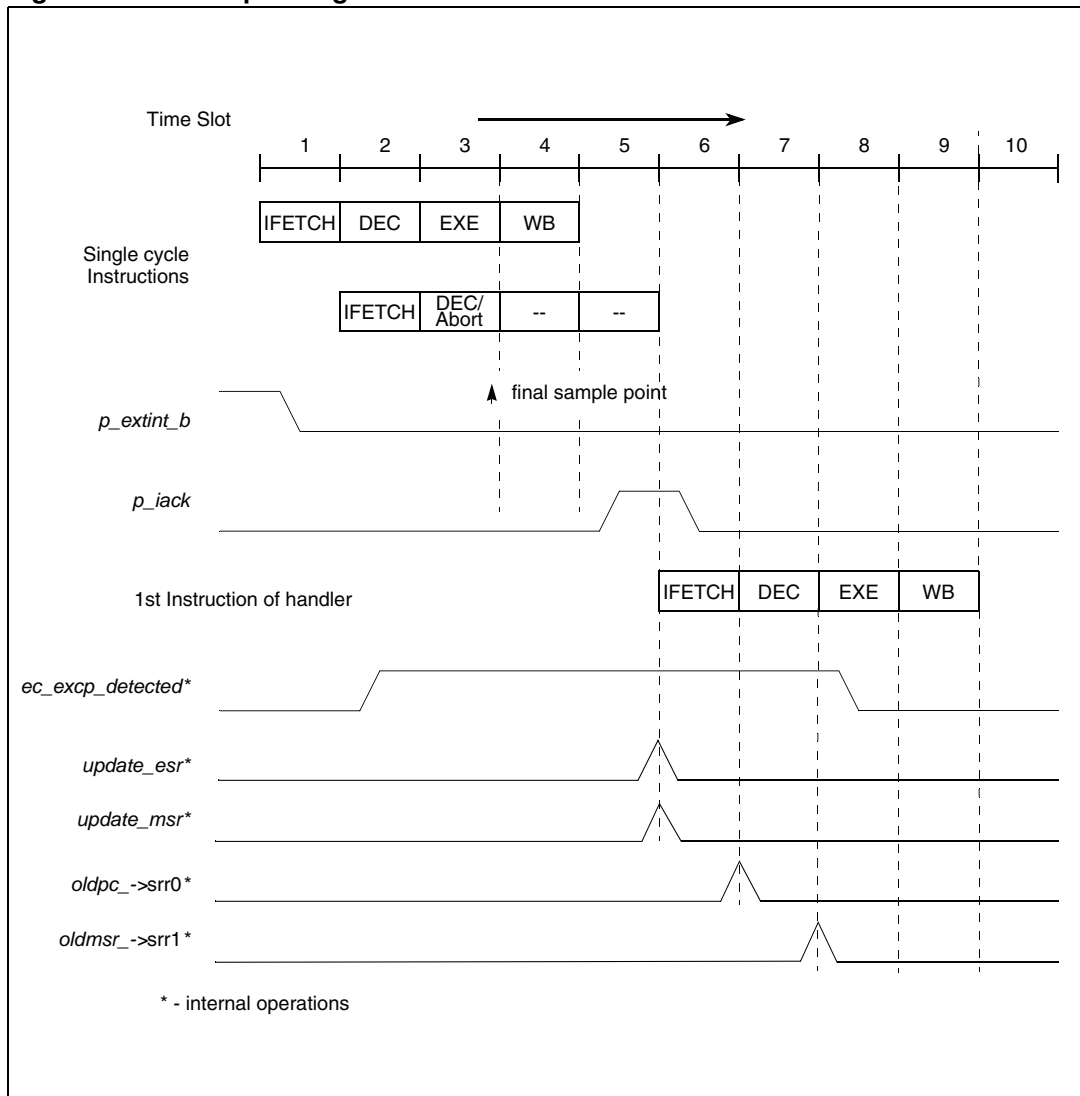 Time Slot
1 2 3 4 5 6 7 8 9 10
IFETCH DEC EXE WB
Single cycle
Instructions
IFETCH DEC/ -- --
Abort
final sample point
p_extint_b
p_iack
1st Instruction of handler
IFETCH DEC EXE WB
ec_excp_detected*
update_esr*
update_msr*
oldpc_->srr0*
oldmsr_->srr1*
* - internal operations